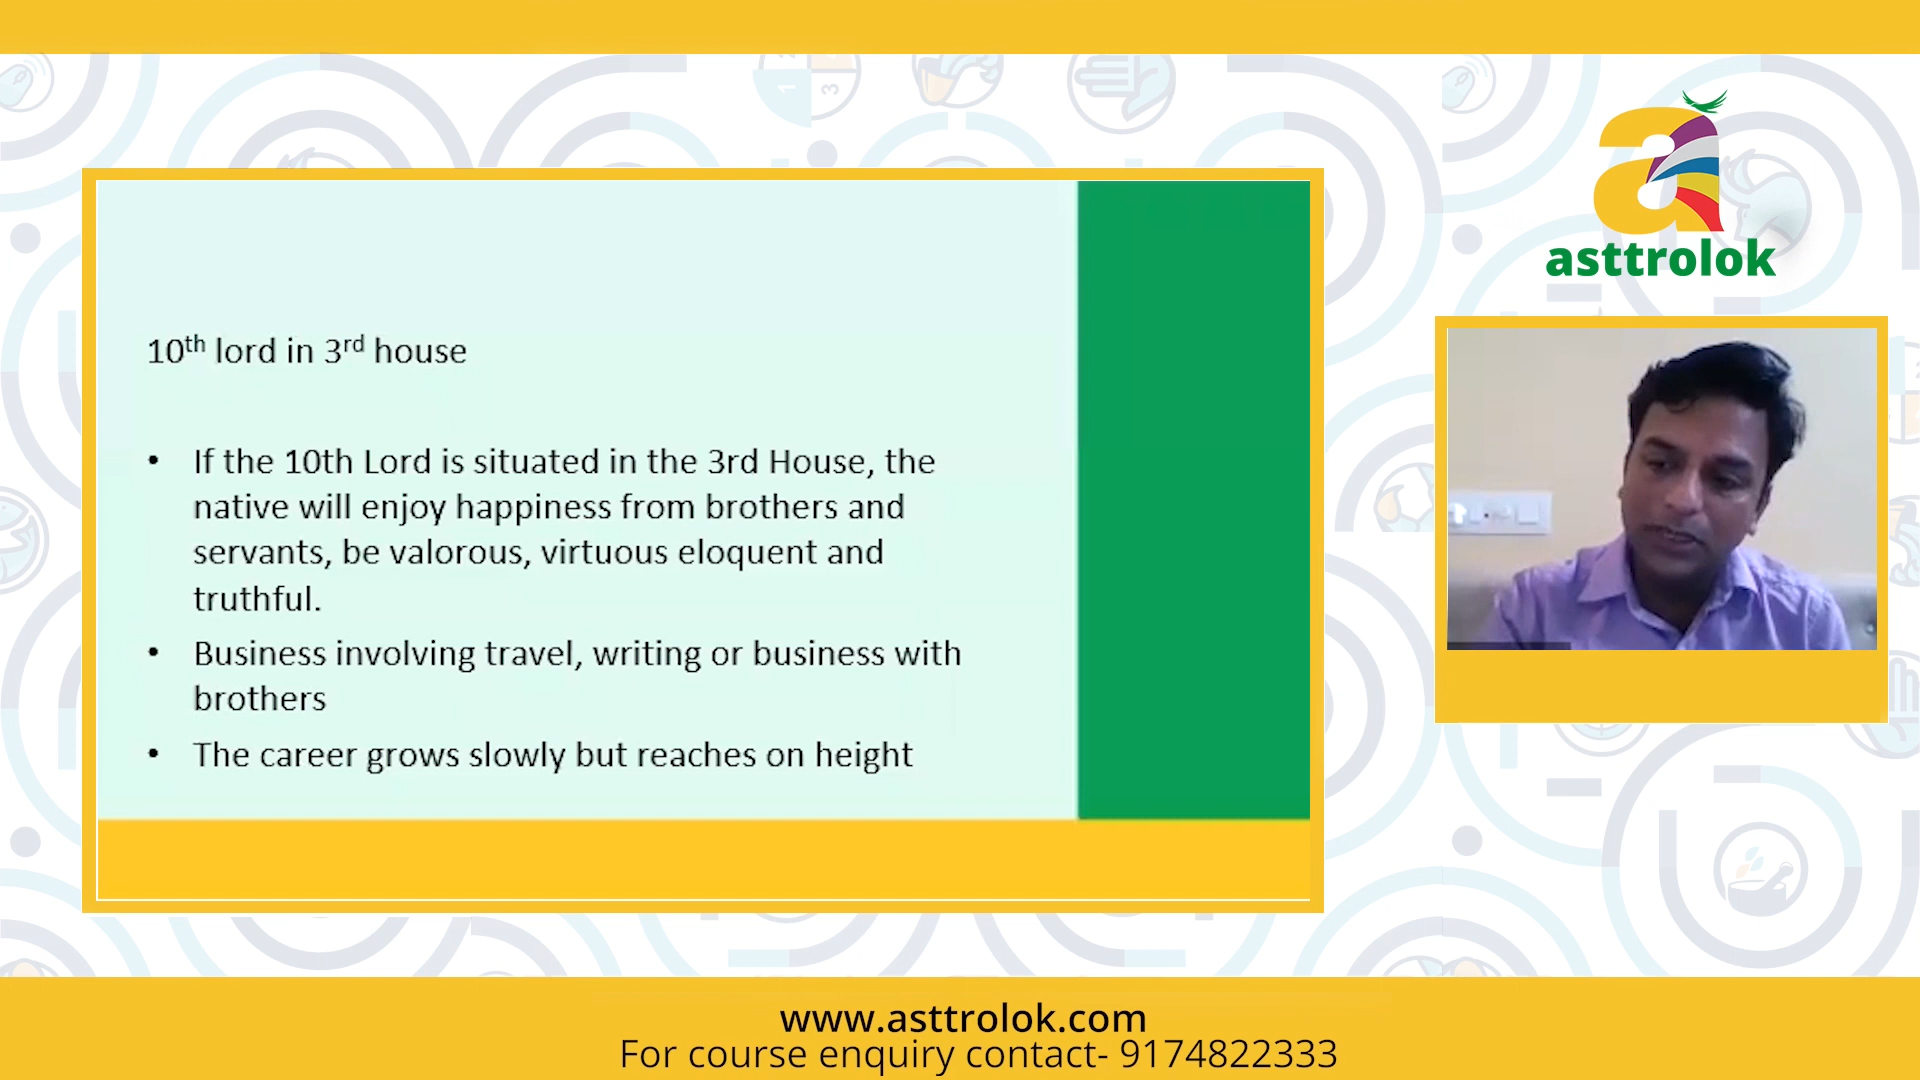 10th lord in 3rd house
• If the 10th Lord is situated in the 3rd House, the
native will enjoy happiness from brothers and
servants, be valorous, virtuous eloquent and
truthful.
• Business involving travel, writing or business with
brothers
• The career grows slowly but reaches on height
a
asttrolok
www.asttrolok.com
For course enquiry contact- 9174822333